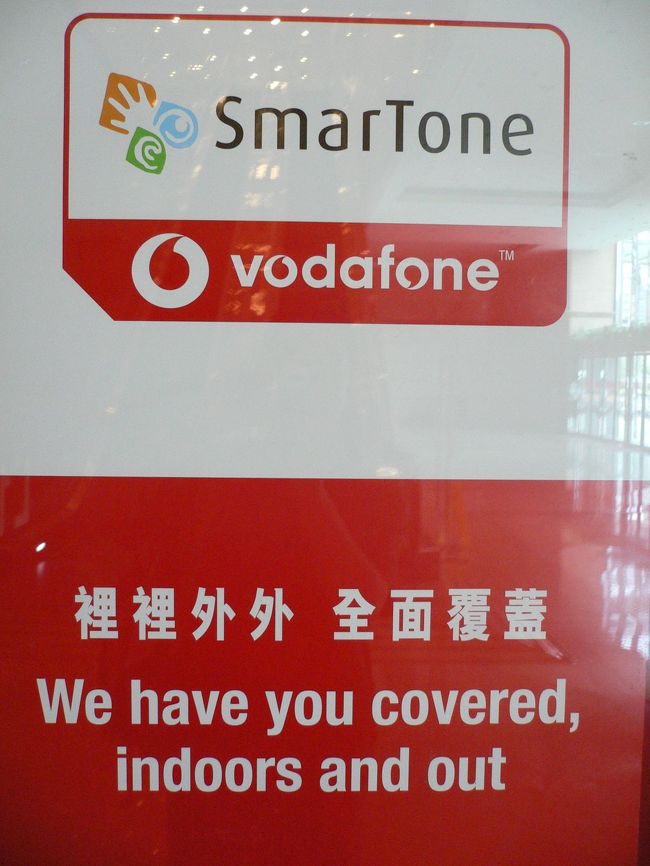 SmarTone
vodafone™
裡裡外外 全面覆蓋
We have you covered,
indoors and out